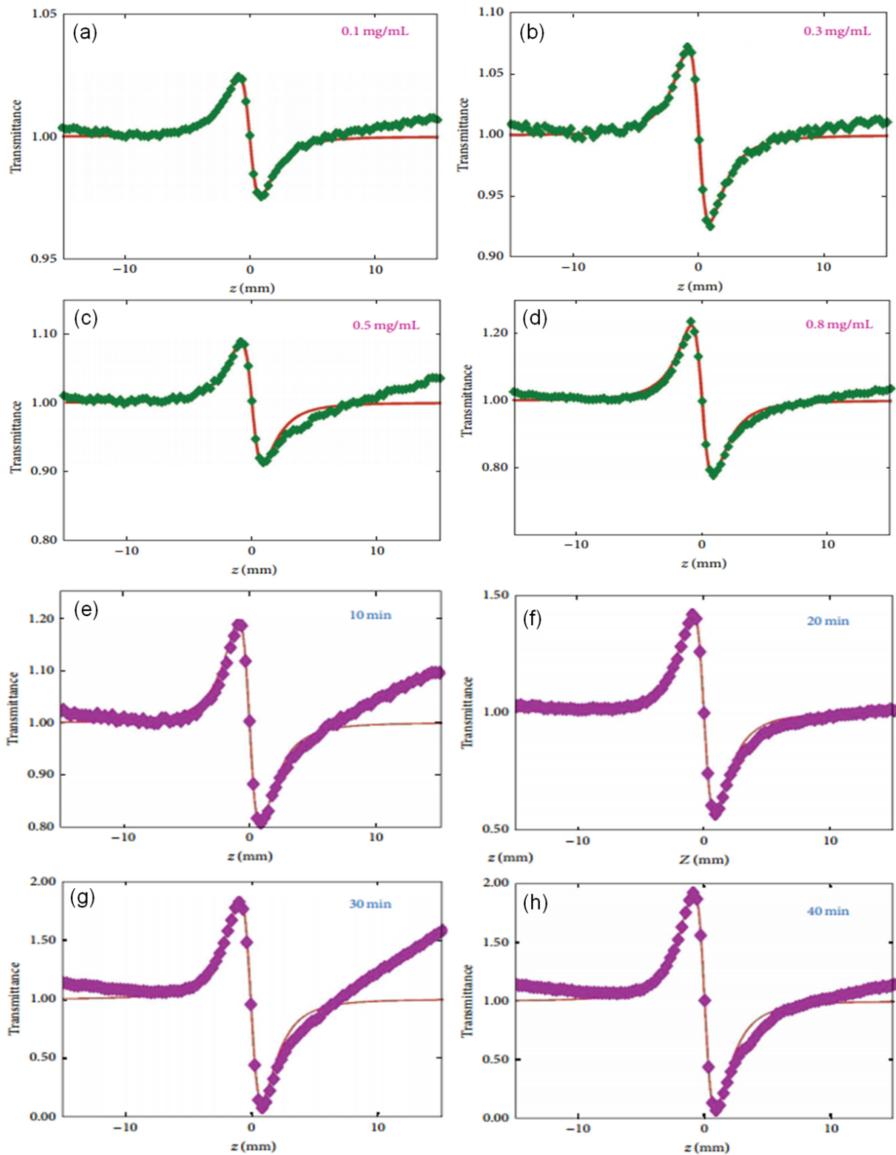 (a) 0.1 mg/mL
1.05
1.00
0.95
Transmittance
−10 0 10
z (mm)
(b) 0.3 mg/mL
1.10
1.05
1.00
0.95
0.90
Transmittance
−10 0 10
z (mm)
(c) 0.5 mg/mL
1.10
1.00
0.90
0.80
Transmittance
−10 0 10
z (mm)
(d) 0.8 mg/mL
1.20
1.00
0.80
Transmittance
−10 0 10
z (mm)
(e) 10 min
1.20
1.10
1.00
0.90
0.80
Transmittance
−10 0 10
z (mm)
(f) 20 min
1.50
1.00
0.50
Transmittance
−10 0 10
z (mm) Z (mm)
(g) 30 min
2.00
1.50
1.00
0.50
0.00
Transmittance
−10 0 10
z (mm)
(h) 40 min
2.00
1.50
1.00
0.50
0.00
Transmittance
−10 0 10
z (mm)